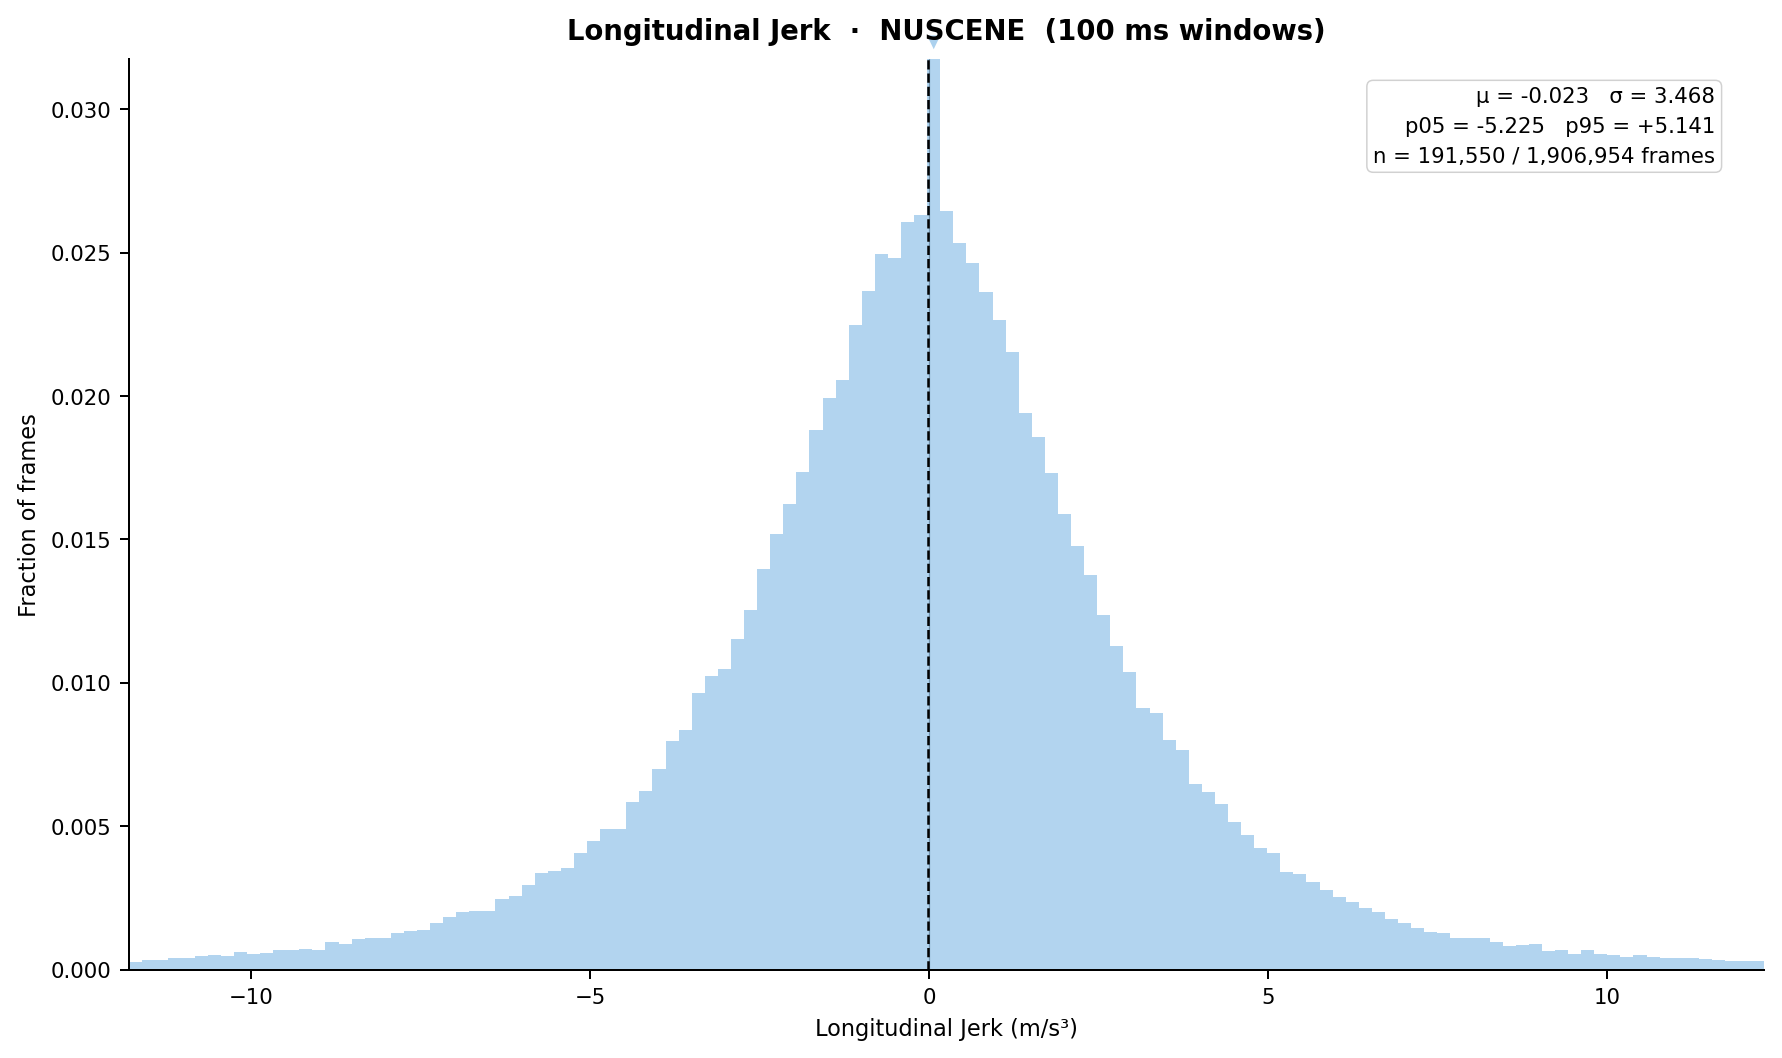 Longitudinal Jerk · NUSCENE (100 ms windows)
μ = -0.023 σ = 3.468
p05 = -5.225 p95 = +5.141
n = 191,550 / 1,906,954 frames
Fraction of frames
0.030
0.025
0.020
0.015
0.010
0.005
0.000
−10
−5
0
5
10
Longitudinal Jerk (m/s³)